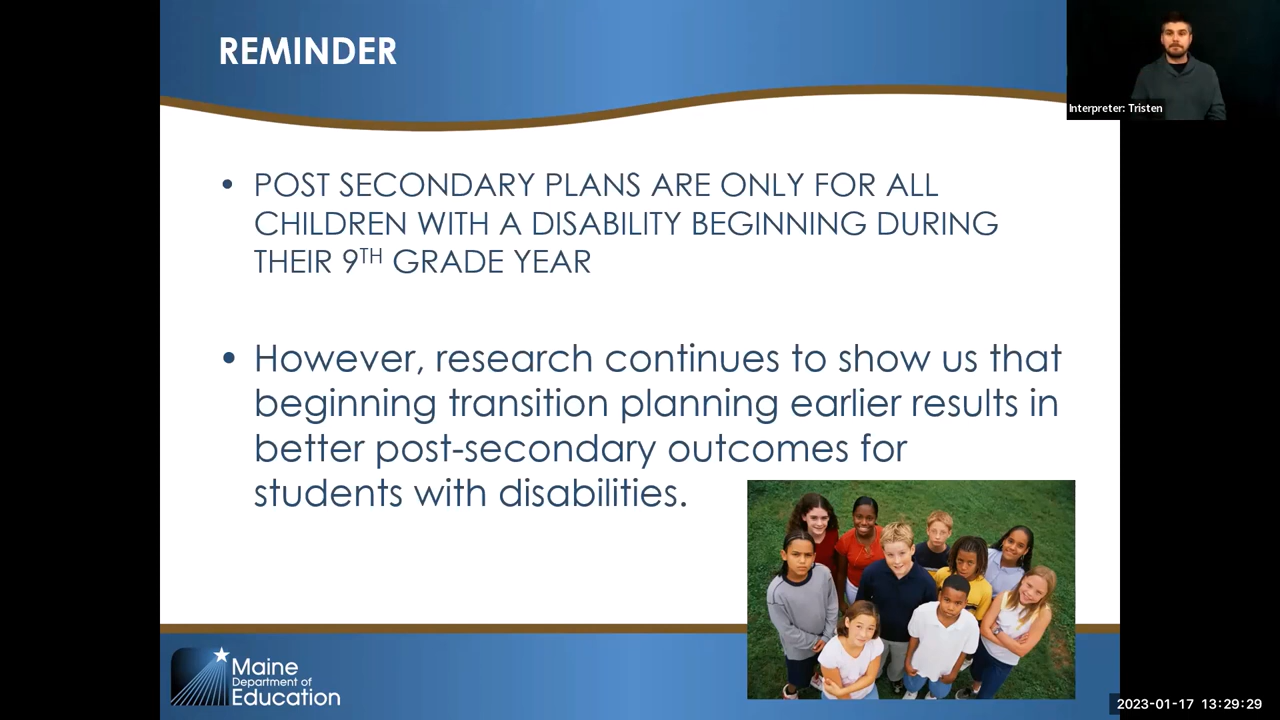 REMINDER
Interpreter: Tristen
• POST SECONDARY PLANS ARE ONLY FOR ALL
CHILDREN WITH A DISABILITY BEGINNING DURING
THEIR 9TH GRADE YEAR
• However, research continues to show us that
beginning transition planning earlier results in
better post-secondary outcomes for
students with disabilities.
Maine
Department of
Education
2023-01-17 13:29:29